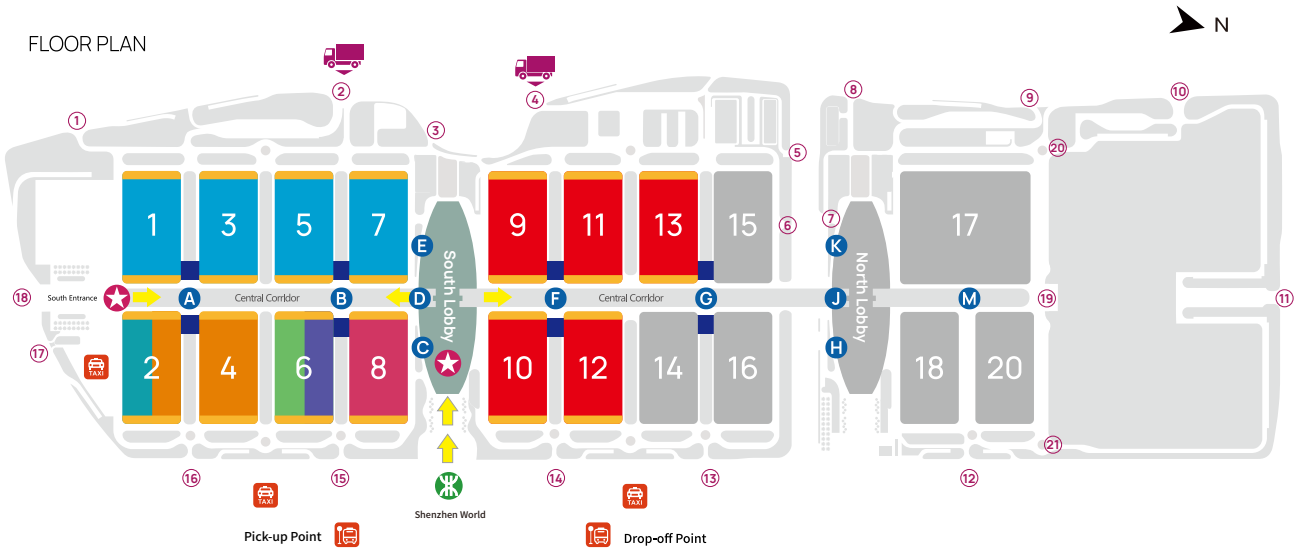 N
FLOOR PLAN
2
4
8
9
10
1
3
20
5
1
3
5
7
9
11
13
15
6
7
17
E
K
South Lobby
North Lobby
18
South Entrance
A
Central Corridor
B
D
F
Central Corridor
G
J
M
19
11
17
C
H
TAXI
2
4
6
8
10
12
14
16
18
20
21
16
15
14
13
12
TAXI
TAXI
Shenzhen World
Pick-up Point
Drop-off Point